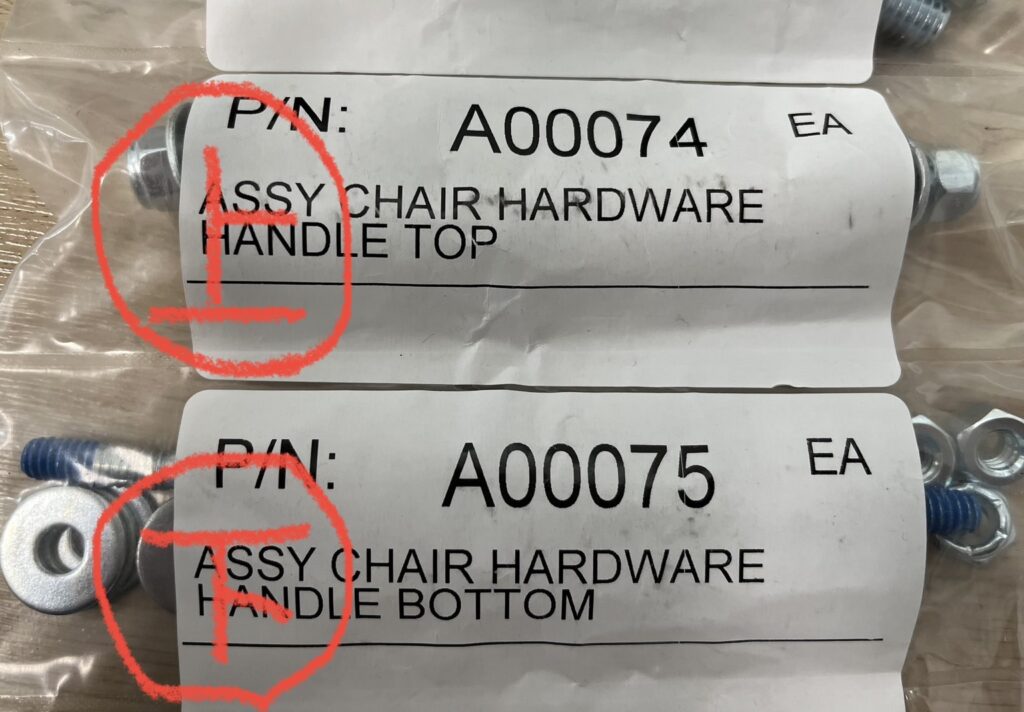 P/N: A00074 EA
ASSY CHAIR HARDWARE
HANDLE TOP
上
P/N: A00075 EA
ASSY CHAIR HARDWARE
HANDLE BOTTOM
下